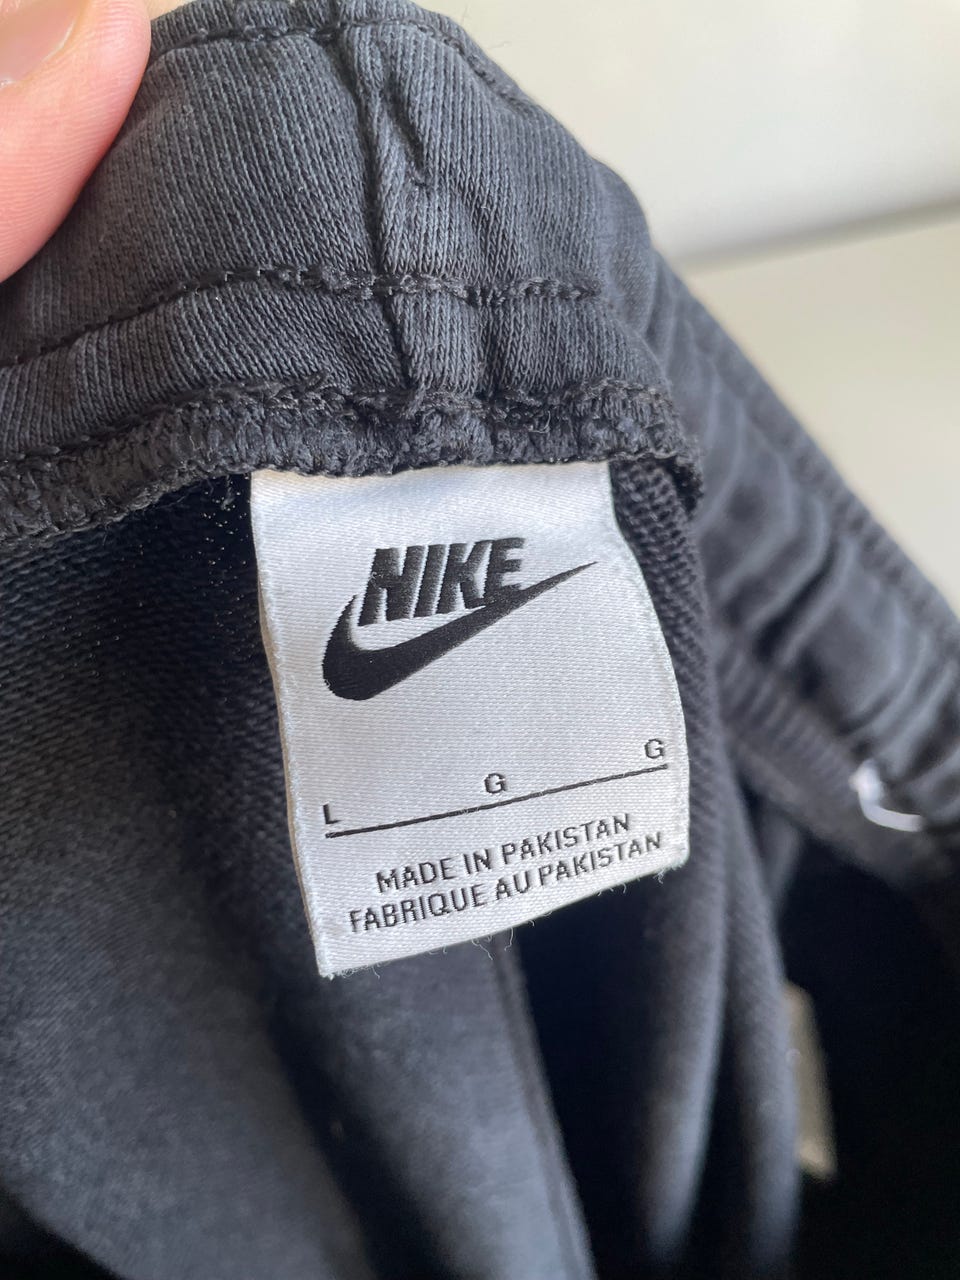 NIKE
L G G
MADE IN PAKISTAN
FABRIQUE AU PAKISTAN